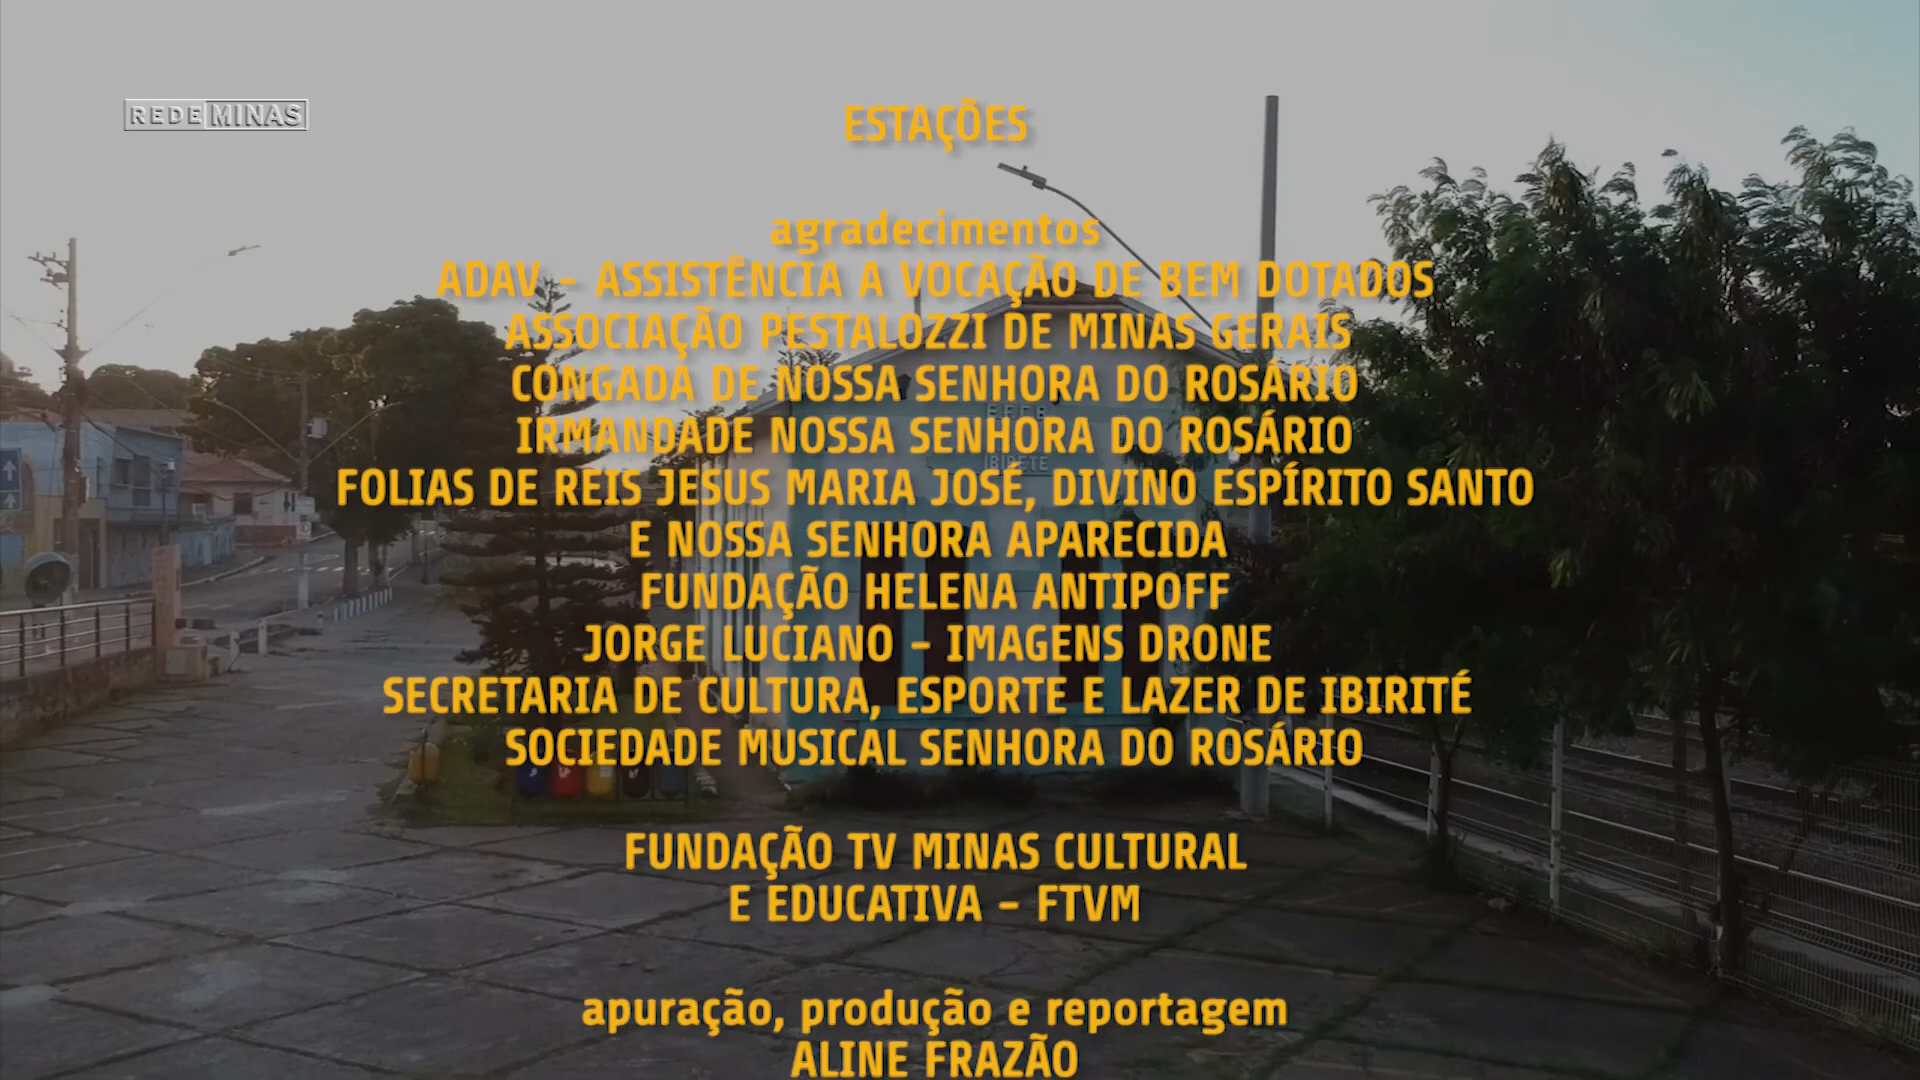 REDE MINAS
ESTAÇÕES
agradecimentos
ADAV - ASSISTÊNCIA A VOCAÇÃO DE BEM DOTADOS
ASSOCIAÇÃO PESTALOZZI DE MINAS GERAIS
CONGADA DE NOSSA SENHORA DO ROSÁRIO
IRMANDADE NOSSA SENHORA DO ROSÁRIO
FOLIAS DE REIS JESUS MARIA JOSÉ, DIVINO ESPÍRITO SANTO
E NOSSA SENHORA APARECIDA
FUNDAÇÃO HELENA ANTIPOFF
JORGE LUCIANO - IMAGENS DRONE
SECRETARIA DE CULTURA, ESPORTE E LAZER DE IBIRITÉ
SOCIEDADE MUSICAL SENHORA DO ROSÁRIO
FUNDAÇÃO TV MINAS CULTURAL
E EDUCATIVA - FTVM
apuração, produção e reportagem
ALINE FRAZÃO